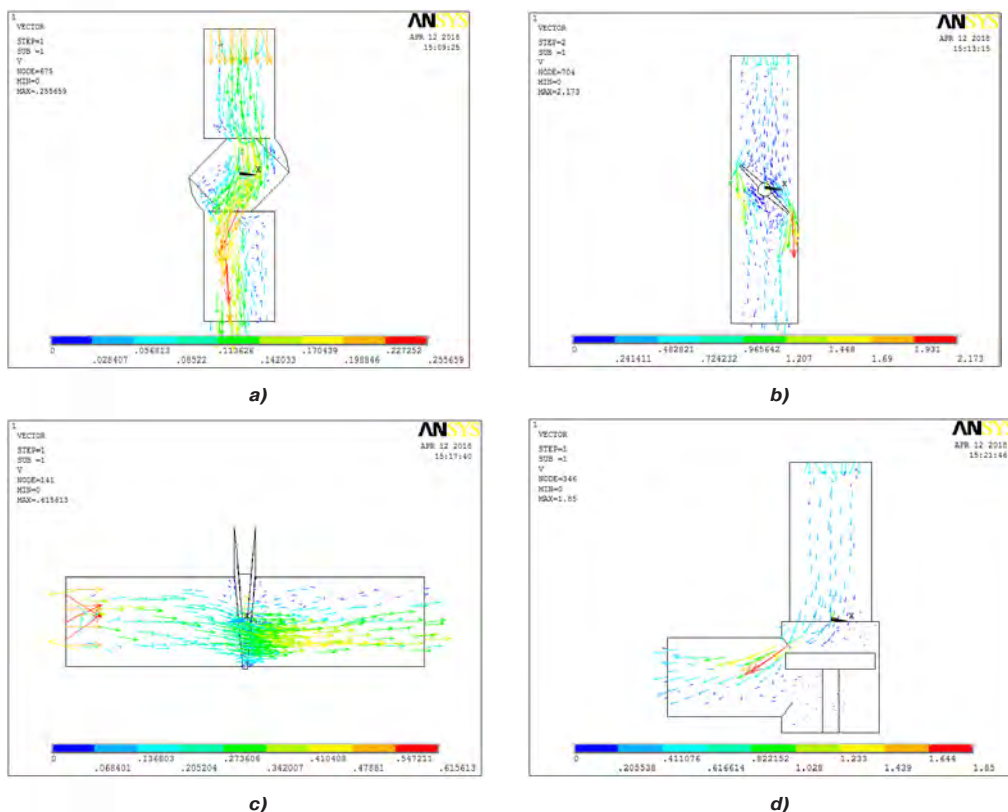 1
VECTOR
STEP=1
SUB =1
V
NODE=675
MIN=0
MAX=.255659
ANSYS
APR 12 2018
15:09:25
X
0 .056813 .113626 .170439 .227252
.028407 .08522 .142033 .198846 .255659
a)
1
VECTOR
STEP=2
SUB =1
V
NODE=704
MIN=0
MAX=2.173
ANSYS
APR 12 2018
15:13:15
X
0 .482821 .965642 1.448 1.931
.241411 .724232 1.207 1.69 2.173
b)
1
VECTOR
STEP=1
SUB =1
V
NODE=141
MIN=0
MAX=.615613
ANSYS
APR 12 2018
15:17:40
0 .136803 .273606 .410408 .547211
.068401 .205204 .342007 .47881 .615613
c)
1
VECTOR
STEP=1
SUB =1
V
NODE=346
MIN=0
MAX=1.85
ANSYS
APR 12 2018
15:21:46
X
0 .411076 .822152 1.233 1.644
.205538 .616614 1.028 1.439 1.85
d)